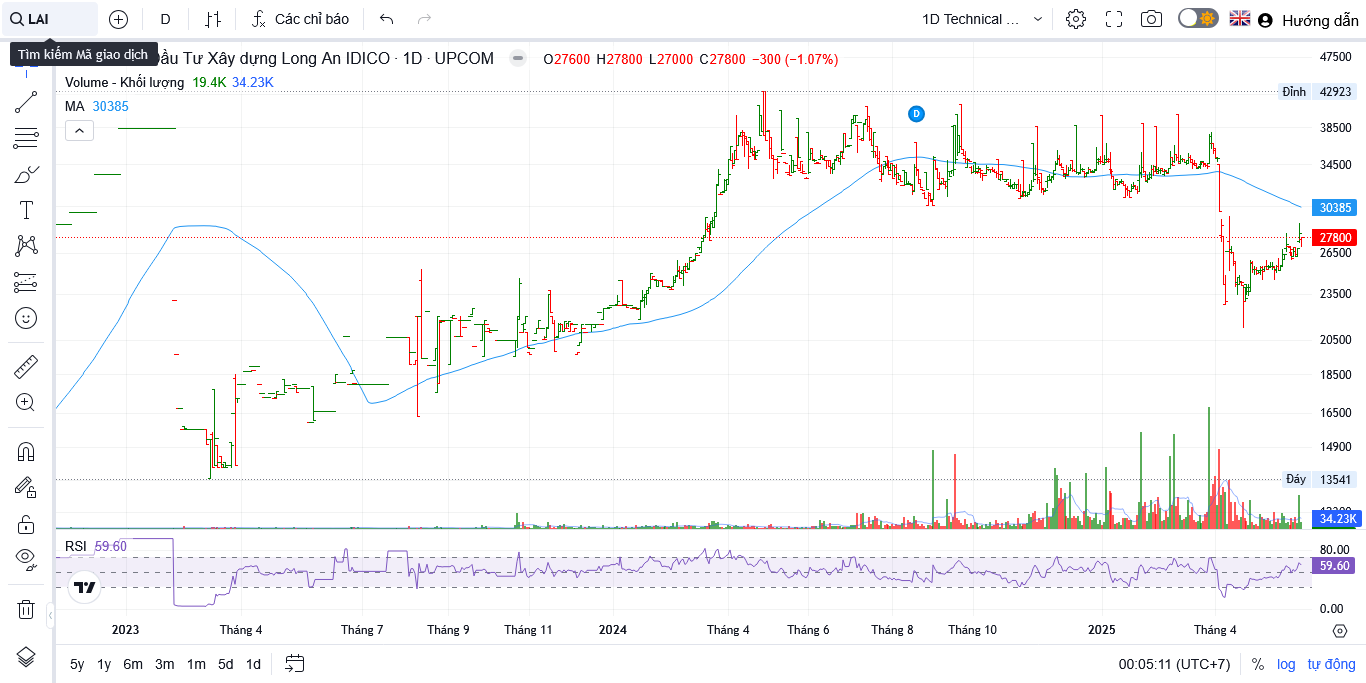 LAI
D
Các chỉ báo
1D Technical ...
Hướng dẫn
Tìm kiếm Mã giao dịch
Đầu Tư Xây dựng Long An IDICO · 1D · UPCOM
O27600 H27800 L27000 C27800 −300 (−1.07%)
Volume - Khối lượng 19.4K 34.23K
MA 30385
D
47500
Đỉnh 42923
38500
34500
30385
27800
26500
23500
20500
18500
16500
14900
Đáy 13541
34.23K
RSI 59.60
80.00
59.60
0.00
2023 Tháng 4 Tháng 7 Tháng 9 Tháng 11 2024 Tháng 4 Tháng 6 Tháng 8 Tháng 10 2025 Tháng 4
5y 1y 6m 3m 1m 5d 1d
00:05:11 (UTC+7) % log tự động